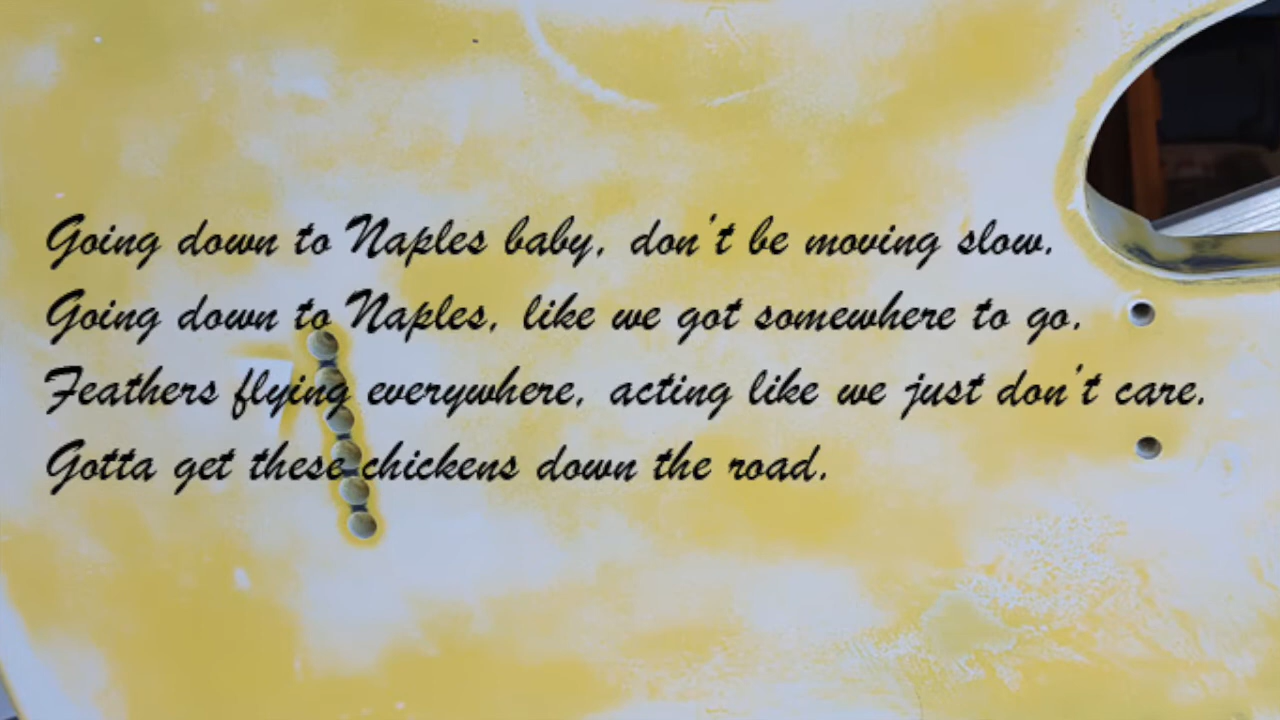 Going down to Naples baby, don't be moving slow.
Going down to Naples, like we got somewhere to go.
Feathers flying everywhere, acting like we just don't care.
Gotta get these chickens down the road.